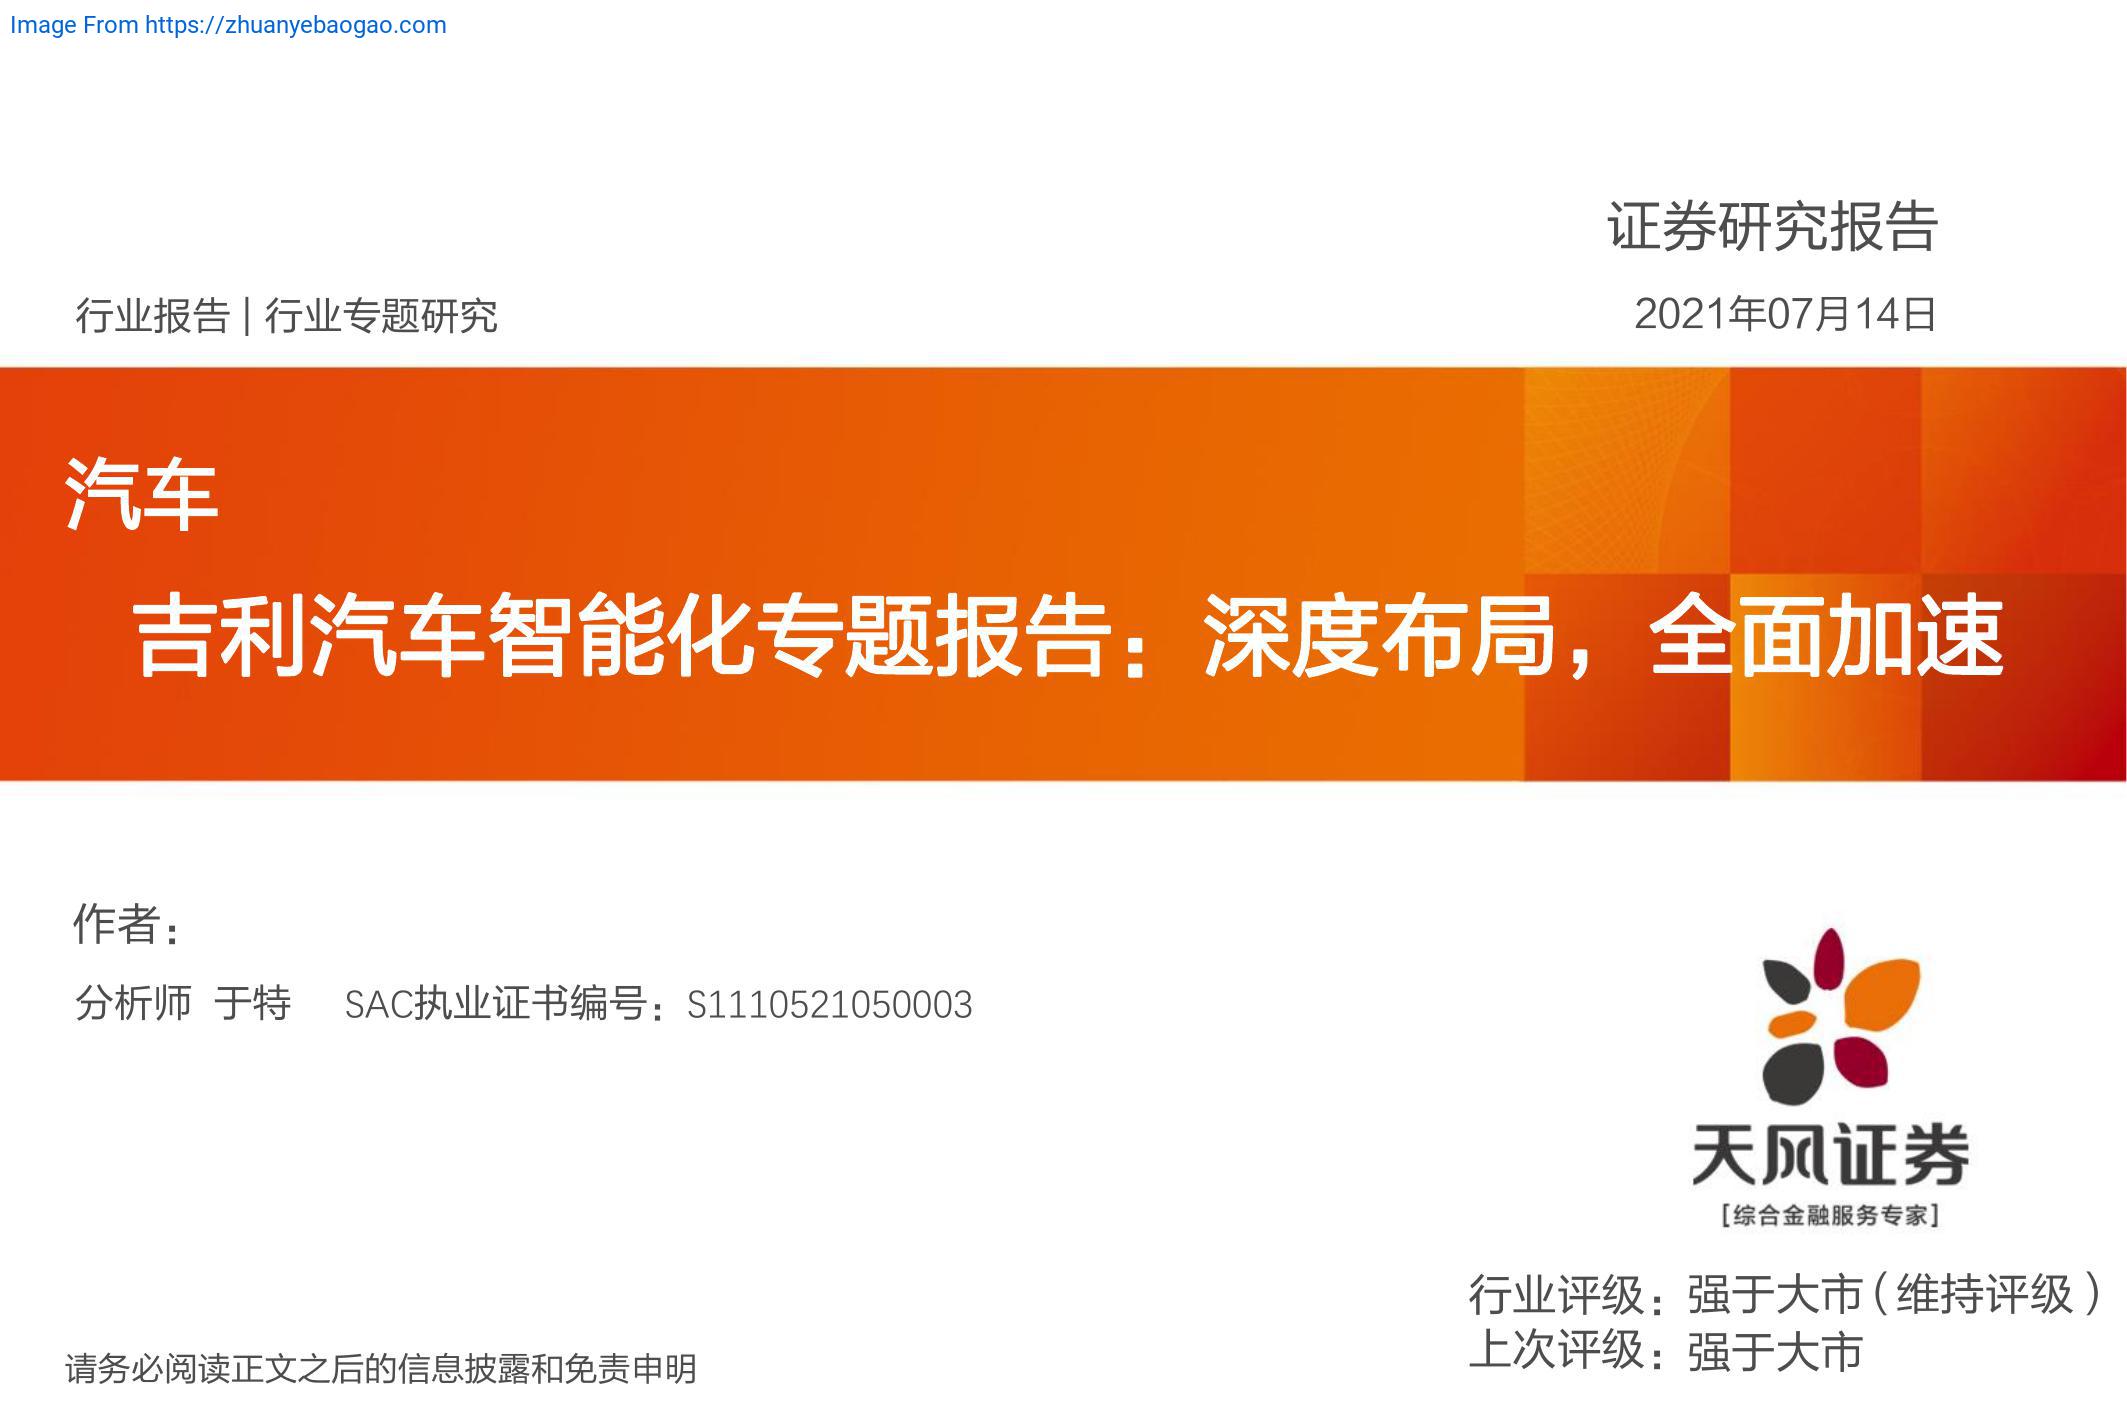 Image From https://zhuanyebaogao.com
证券研究报告
行业报告 | 行业专题研究
2021年07月14日
汽车
吉利汽车智能化专题报告：深度布局，全面加速
作者：
分析师 于特 SAC执业证书编号：S1110521050003
天风证券
[综合金融服务专家]
行业评级：强于大市（维持评级）
上次评级：强于大市
请务必阅读正文之后的信息披露和免责申明